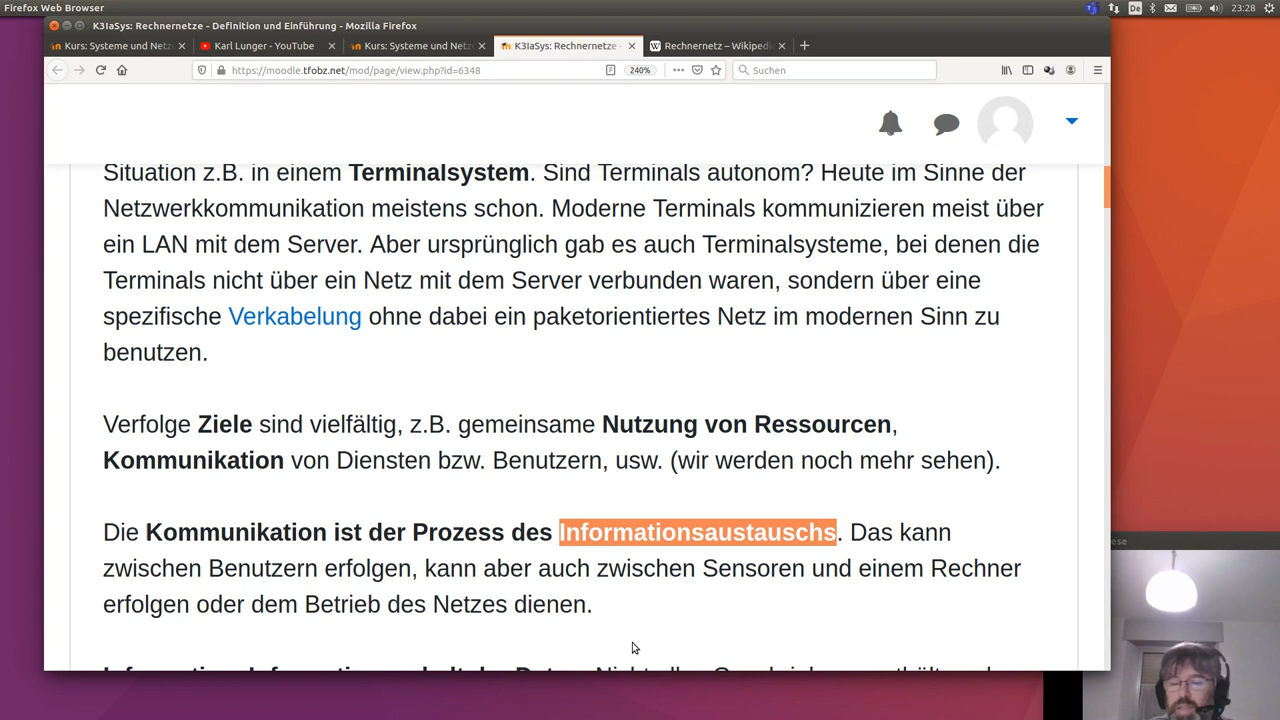 Firefox Web Browser
De
23:28
K3IaSys: Rechnernetze - Definition und Einführung - Mozilla Firefox
Kurs: Systeme und Netz
Karl Lunger - YouTube
Kurs: Systeme und Netz
K3IaSys: Rechnernetze -
Rechnernetz – Wikiped
https://moodle.tfobz.net/mod/page/view.php?id=6348
240%
Suchen
Situation z.B. in einem Terminalsystem. Sind Terminals autonom? Heute im Sinne der
Netzwerkkommunikation meistens schon. Moderne Terminals kommunizieren meist über
ein LAN mit dem Server. Aber ursprünglich gab es auch Terminalsysteme, bei denen die
Terminals nicht über ein Netz mit dem Server verbunden waren, sondern über eine
spezifische Verkabelung ohne dabei ein paketorientiertes Netz im modernen Sinn zu
benutzen.
Verfolge Ziele sind vielfältig, z.B. gemeinsame Nutzung von Ressourcen,
Kommunikation von Diensten bzw. Benutzern, usw. (wir werden noch mehr sehen).
Die Kommunikation ist der Prozess des Informationsaustauschs. Das kann
zwischen Benutzern erfolgen, kann aber auch zwischen Sensoren und einem Rechner
erfolgen oder dem Betrieb des Netzes dienen.